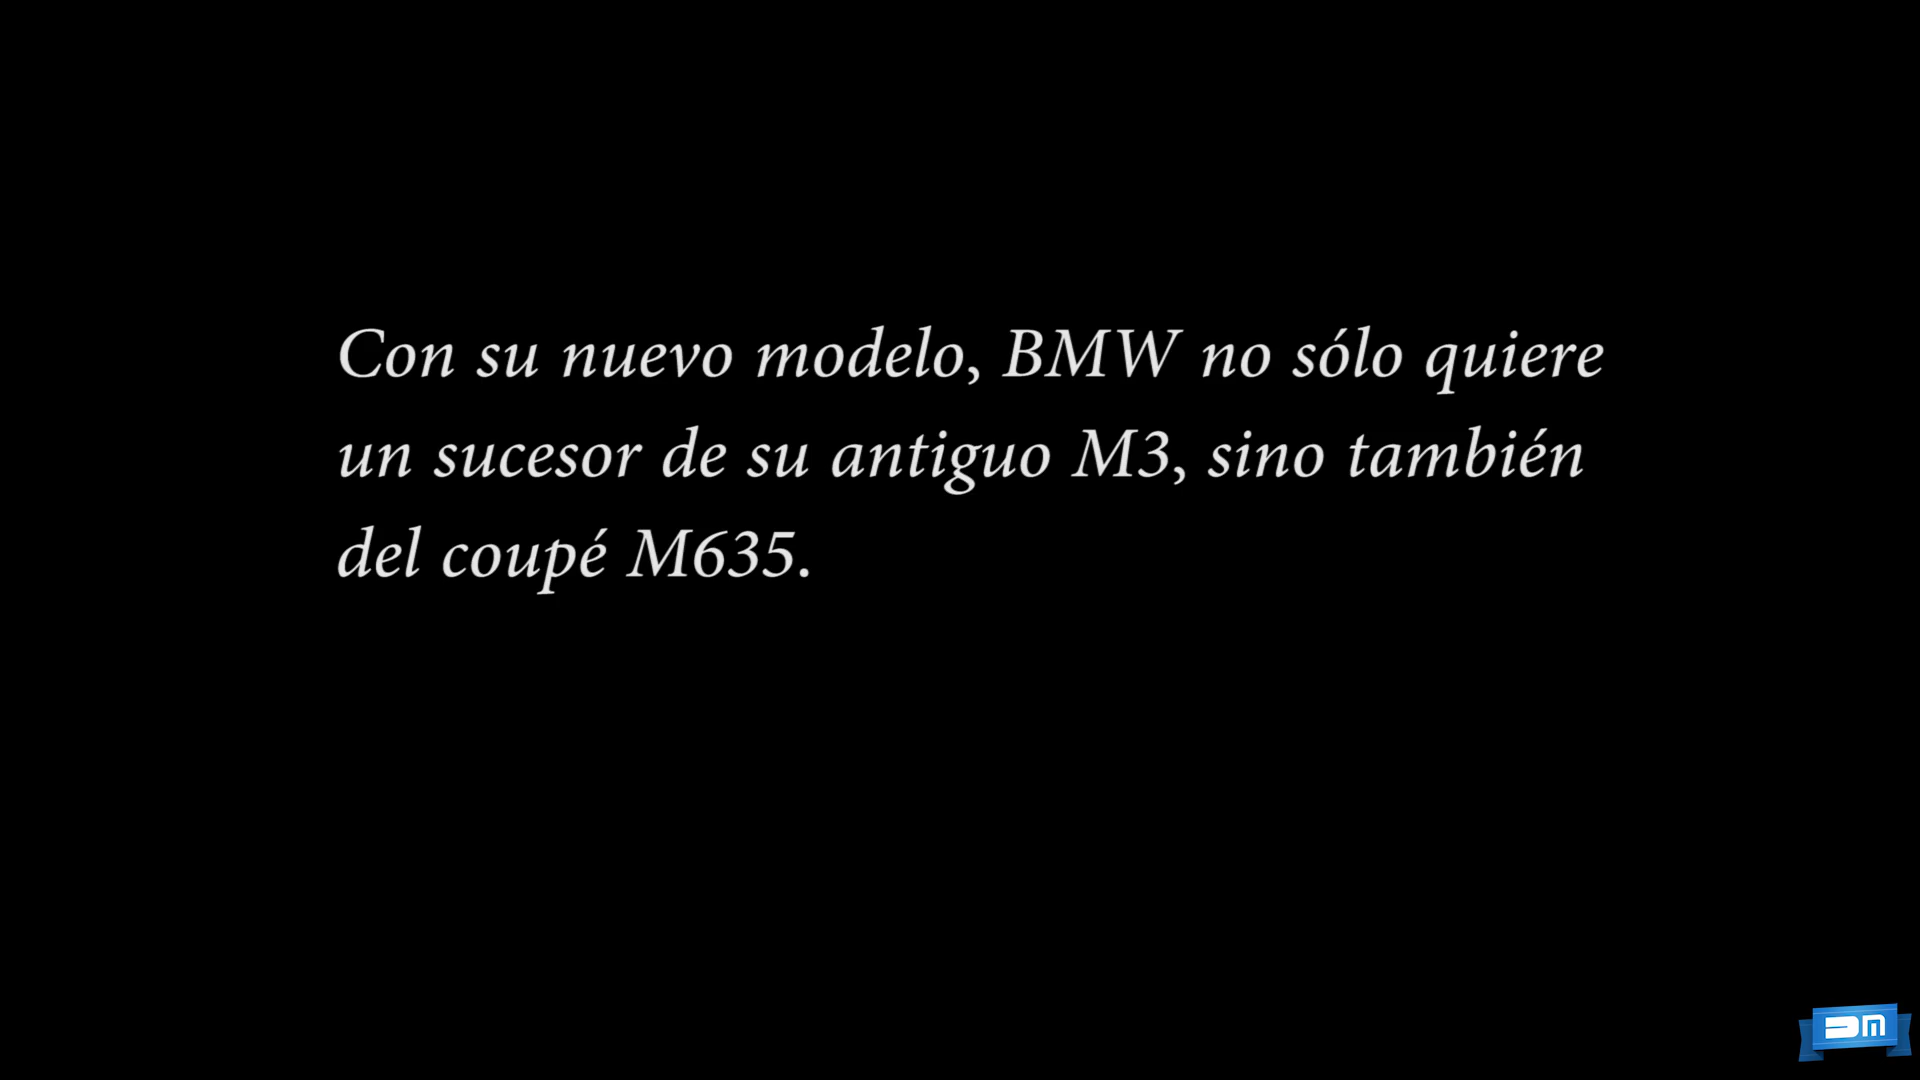 Con su nuevo modelo, BMW no sólo quiere
un sucesor de su antiguo M3, sino también
del coupé M635.
DM